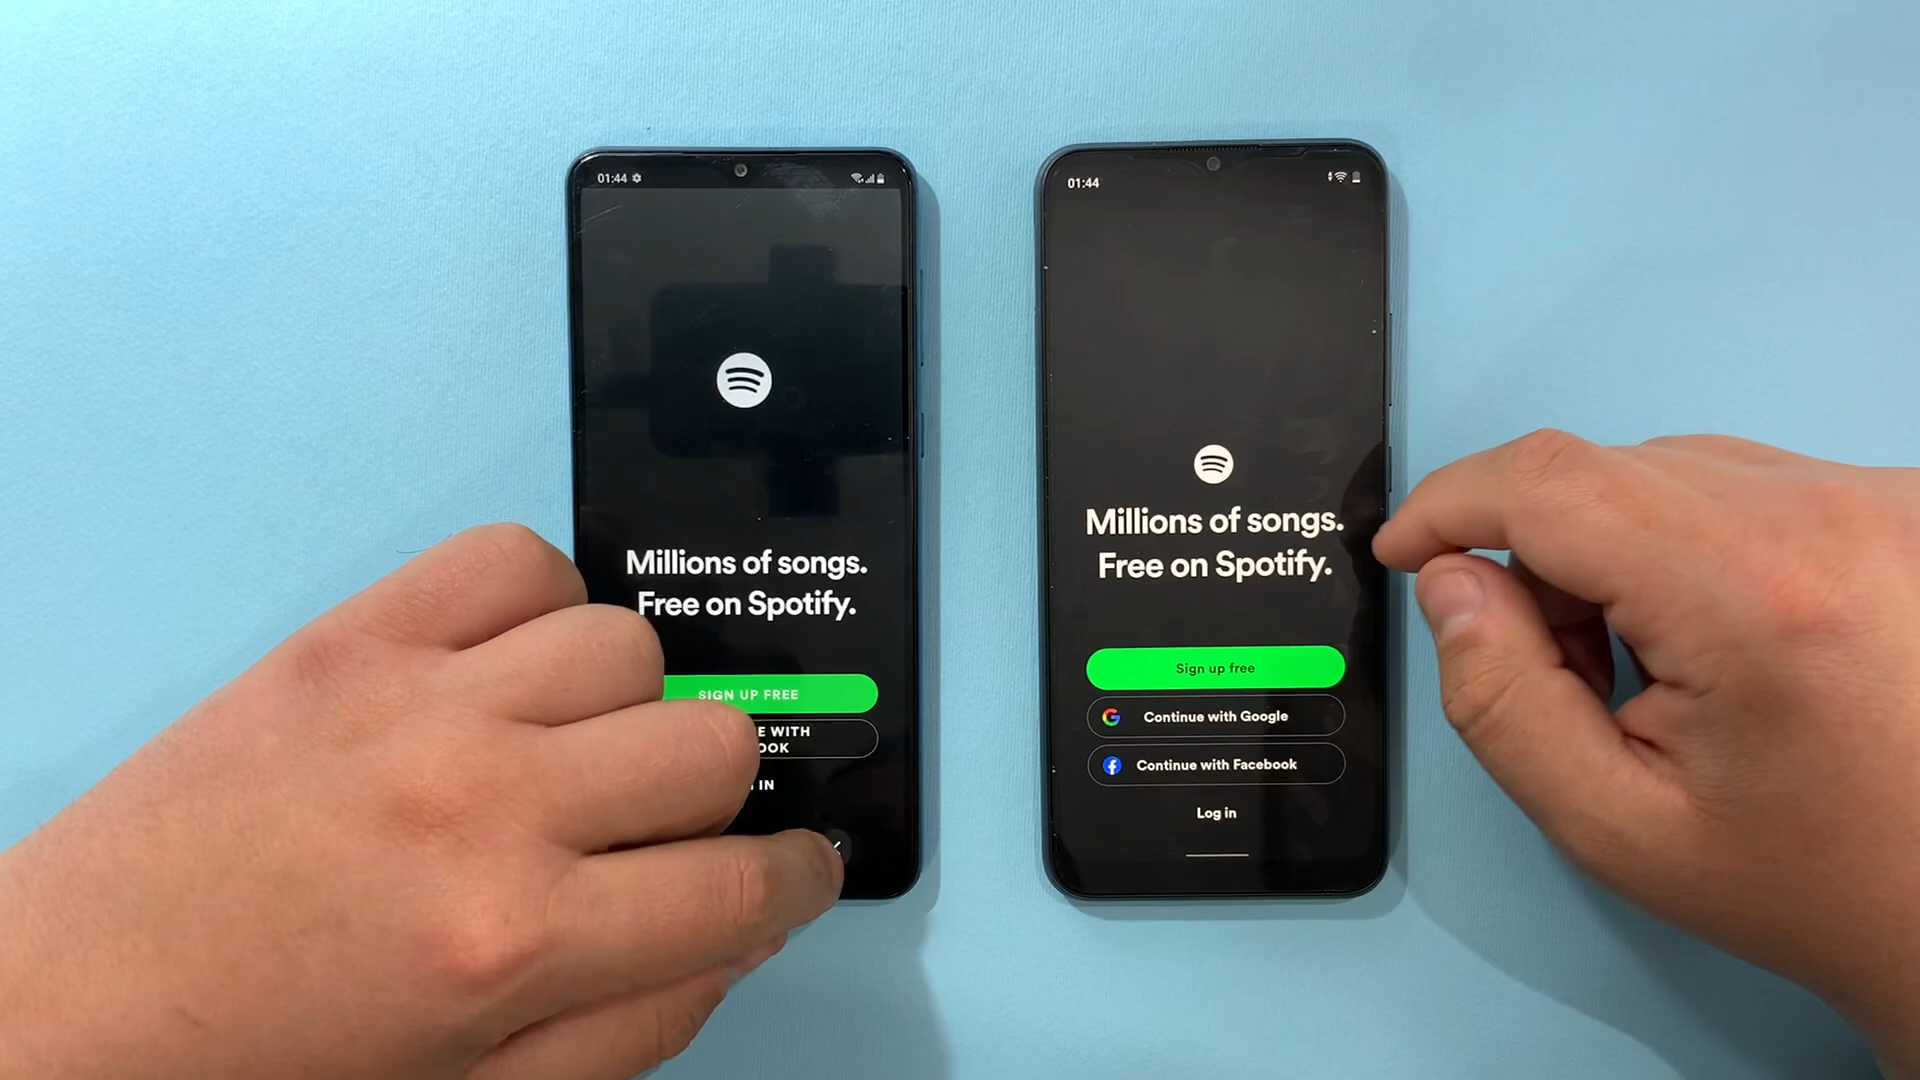 01:44
Millions of songs.
Free on Spotify.
SIGN UP FREE
WITH
IN
01:44
Millions of songs.
Free on Spotify.
Sign up free
Continue with Google
Continue with Facebook
Log in